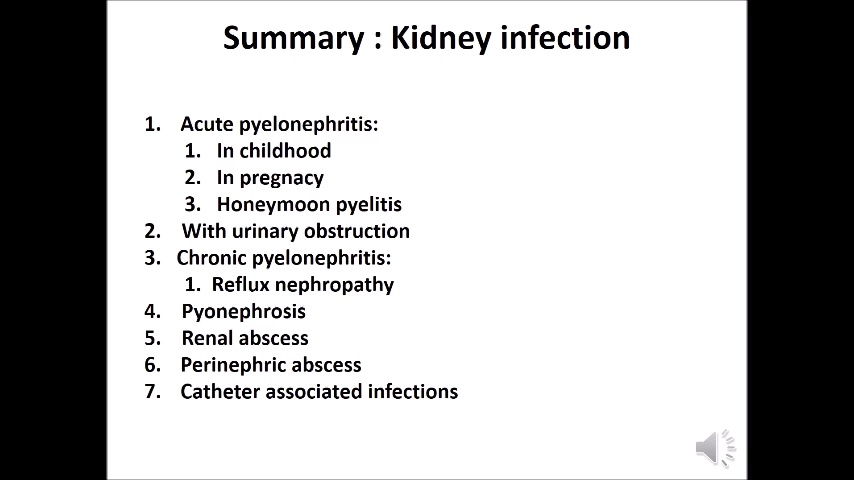 Summary : Kidney infection
1. Acute pyelonephritis:
1. In childhood
2. In pregnacy
3. Honeymoon pyelitis
2. With urinary obstruction
3. Chronic pyelonephritis:
1. Reflux nephropathy
4. Pyonephrosis
5. Renal abscess
6. Perinephric abscess
7. Catheter associated infections